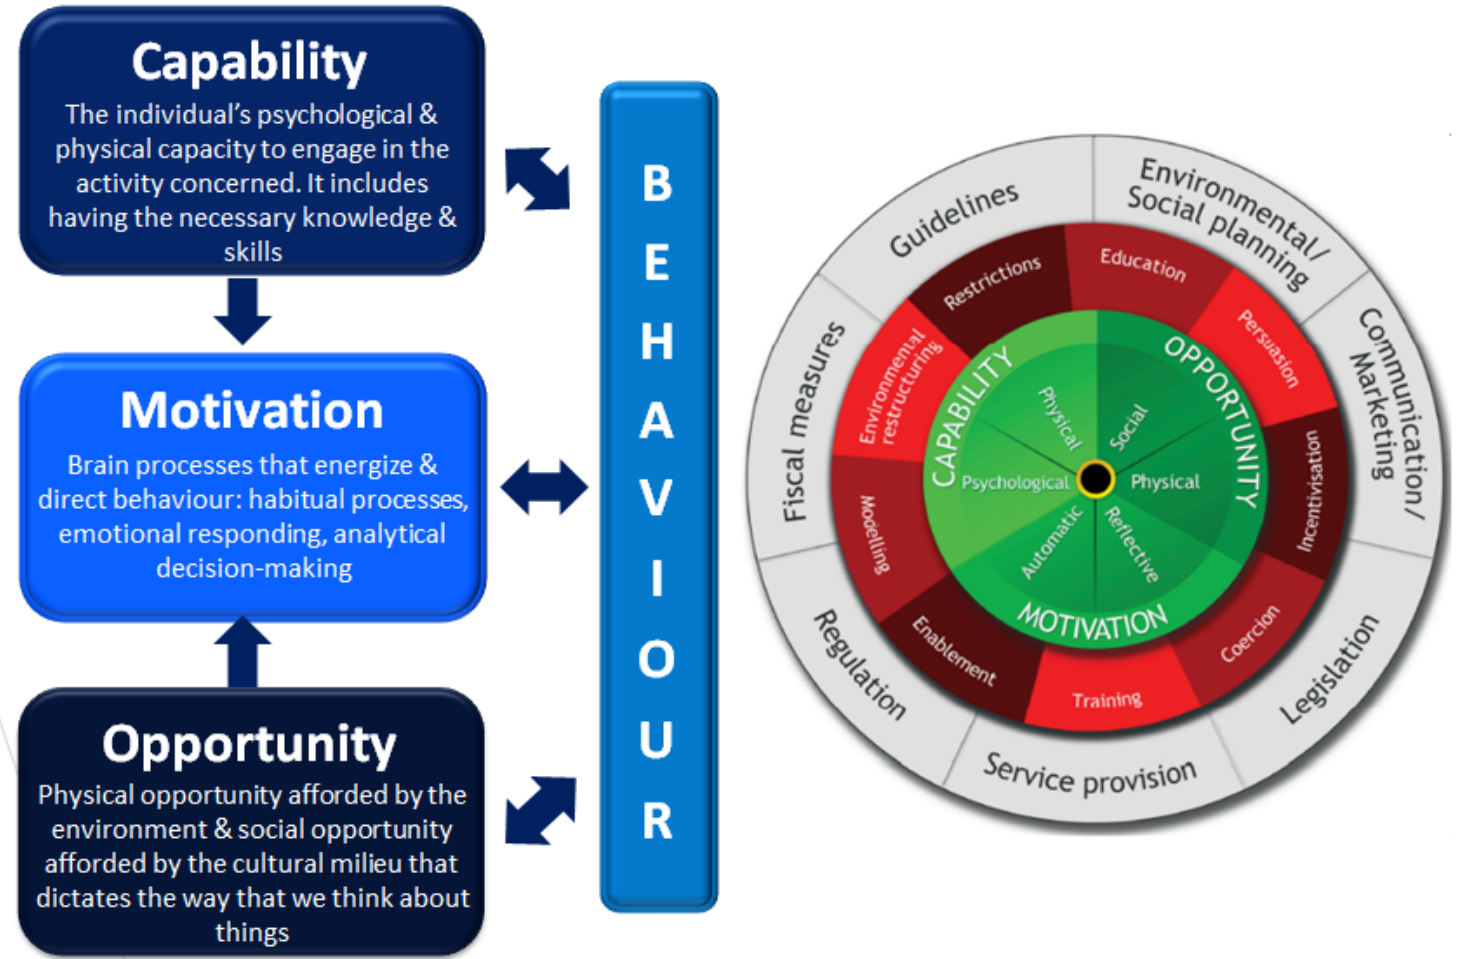 Capability
The individual's psychological &
physical capacity to engage in the
activity concerned. It includes
having the necessary knowledge &
skills
Motivation
Brain processes that energize &
direct behaviour: habitual processes,
emotional responding, analytical
decision-making
Opportunity
Physical opportunity afforded by the
environment & social opportunity
afforded by the cultural milieu that
dictates the way that we think about
things
B
E
H
A
V
I
O
U
R
Guidelines
Environmental/
Social planning
Communication/
Marketing
Legislation
Service provision
Regulation
Fiscal measures
Restrictions
Education
Persuasion
Incentivisation
Coercion
Training
Enablement
Modelling
Environmental
restructuring
CAPABILITY
OPPORTUNITY
MOTIVATION
Physical
Social
Psychological
Physical
Automatic
Reflective